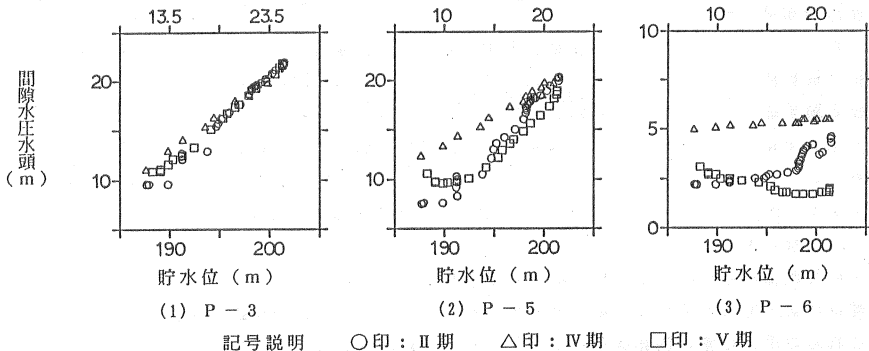 13.5 23.5
20
10
190 200
貯水位（m）
(1) P－3
間隙水圧水頭（m）
10 20
20
10
190 200
貯水位（m）
(2) P－5
10 20
10
5
0
190 200
貯水位（m）
(3) P－6
記号説明 ○印：II期 △印：IV期 □印：V期